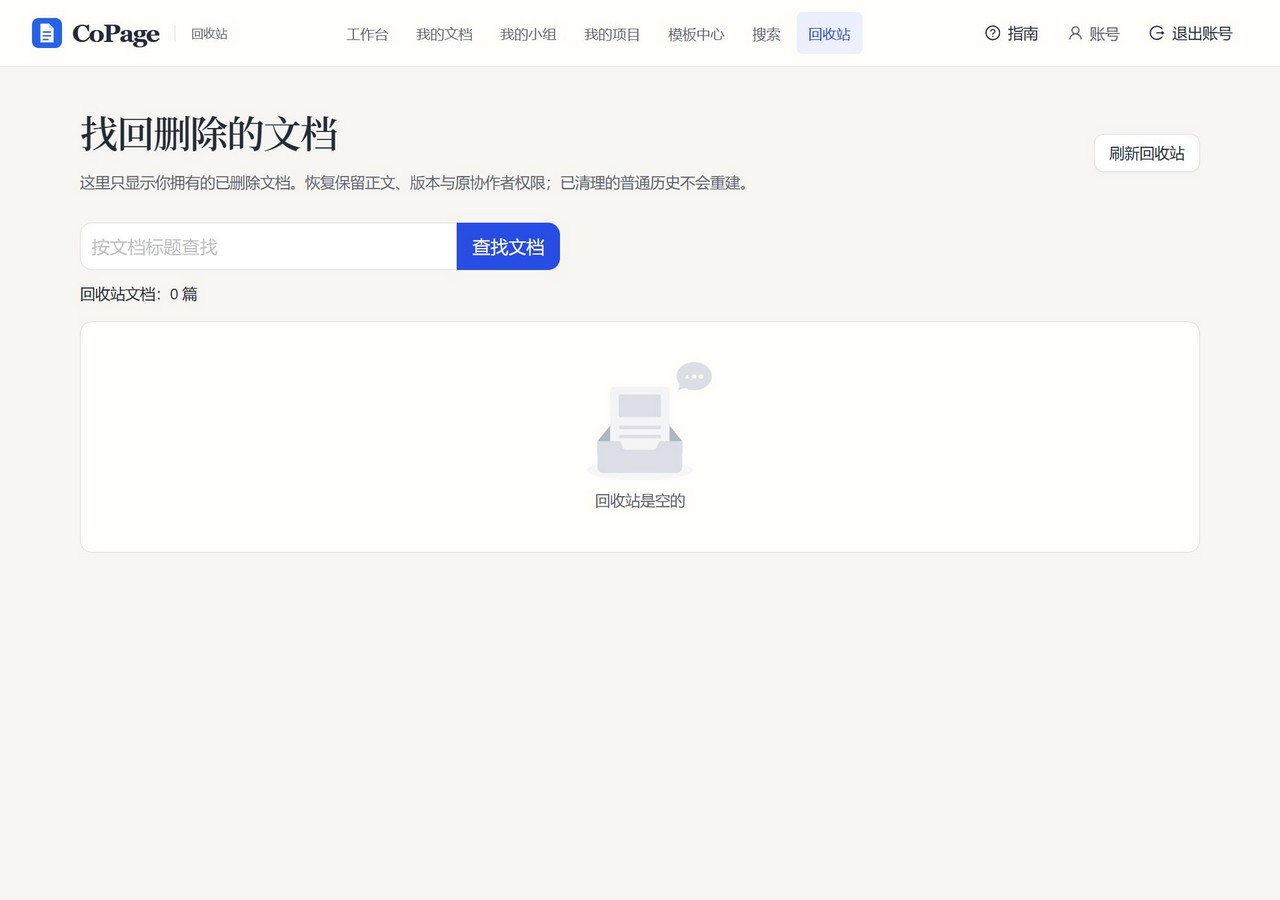 CoPage 回收站 工作台 我的文档 我的小组 我的项目 模板中心 搜索 回收站 指南 账号 退出账号
找回删除的文档
刷新回收站
这里只显示你拥有的已删除文档。恢复保留正文、版本与原协作者权限；已清理的普通历史不会重建。
按文档标题查找 查找文档
回收站文档：0 篇
回收站是空的